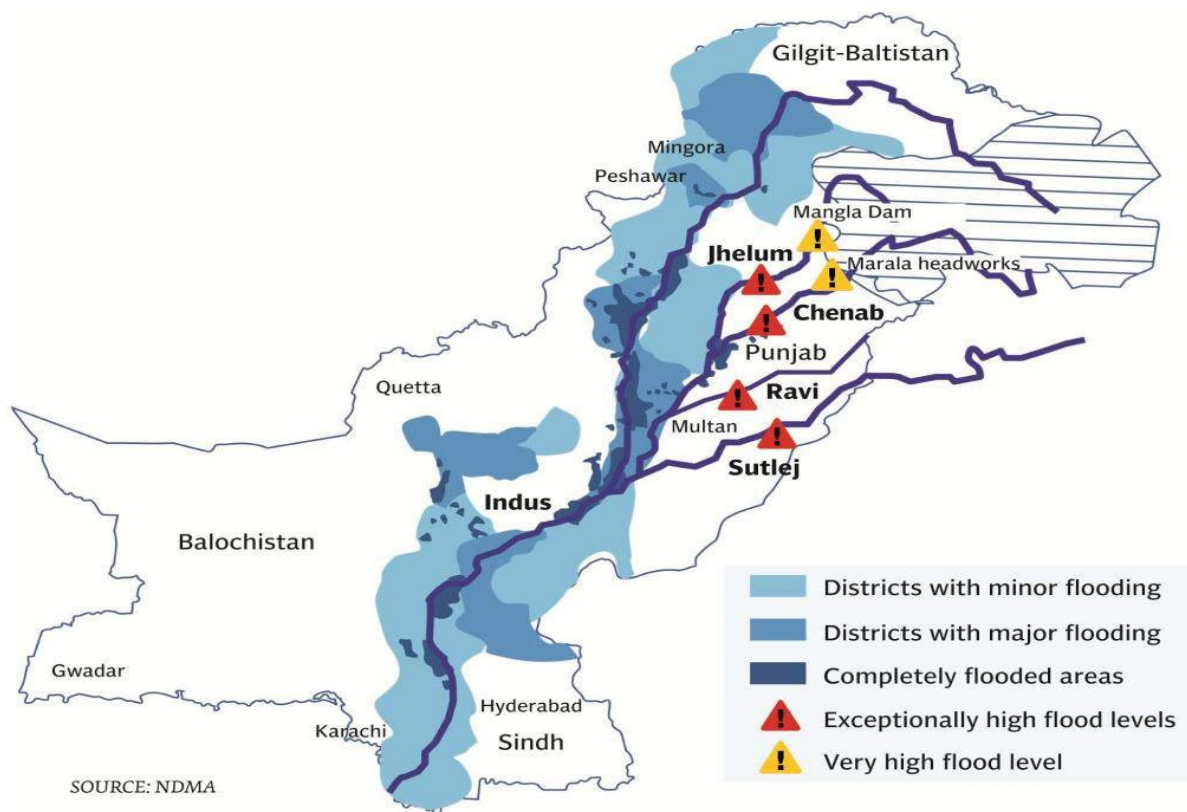 Gilgit-Baltistan
Mingora
Peshawar
Mangla Dam
Jhelum
Marala headworks
Chenab
Punjab
Quetta
Ravi
Multan
Sutlej
Indus
Balochistan
Gwadar
Hyderabad
Karachi
Sindh
SOURCE: NDMA
Districts with minor flooding
Districts with major flooding
Completely flooded areas
Exceptionally high flood levels
Very high flood level